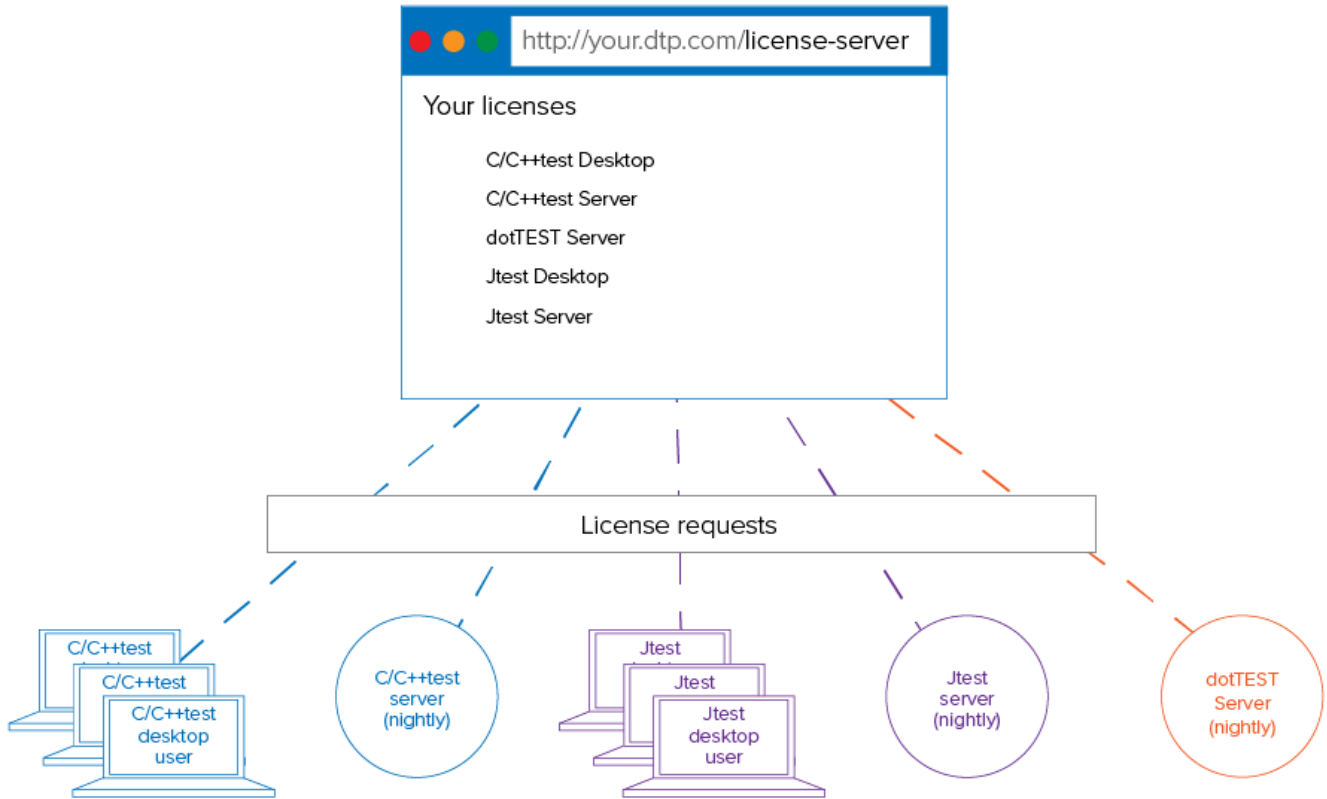 http://your.dtp.com/license-server
Your licenses
C/C++test Desktop
C/C++test Server
dotTEST Server
Jtest Desktop
Jtest Server
License requests
C/C++test
C/C++test
C/C++test
desktop
user
C/C++test
server
(nightly)
Jtest
Jtest
Jtest
desktop
user
Jtest
server
(nightly)
dotTEST
Server
(nightly)